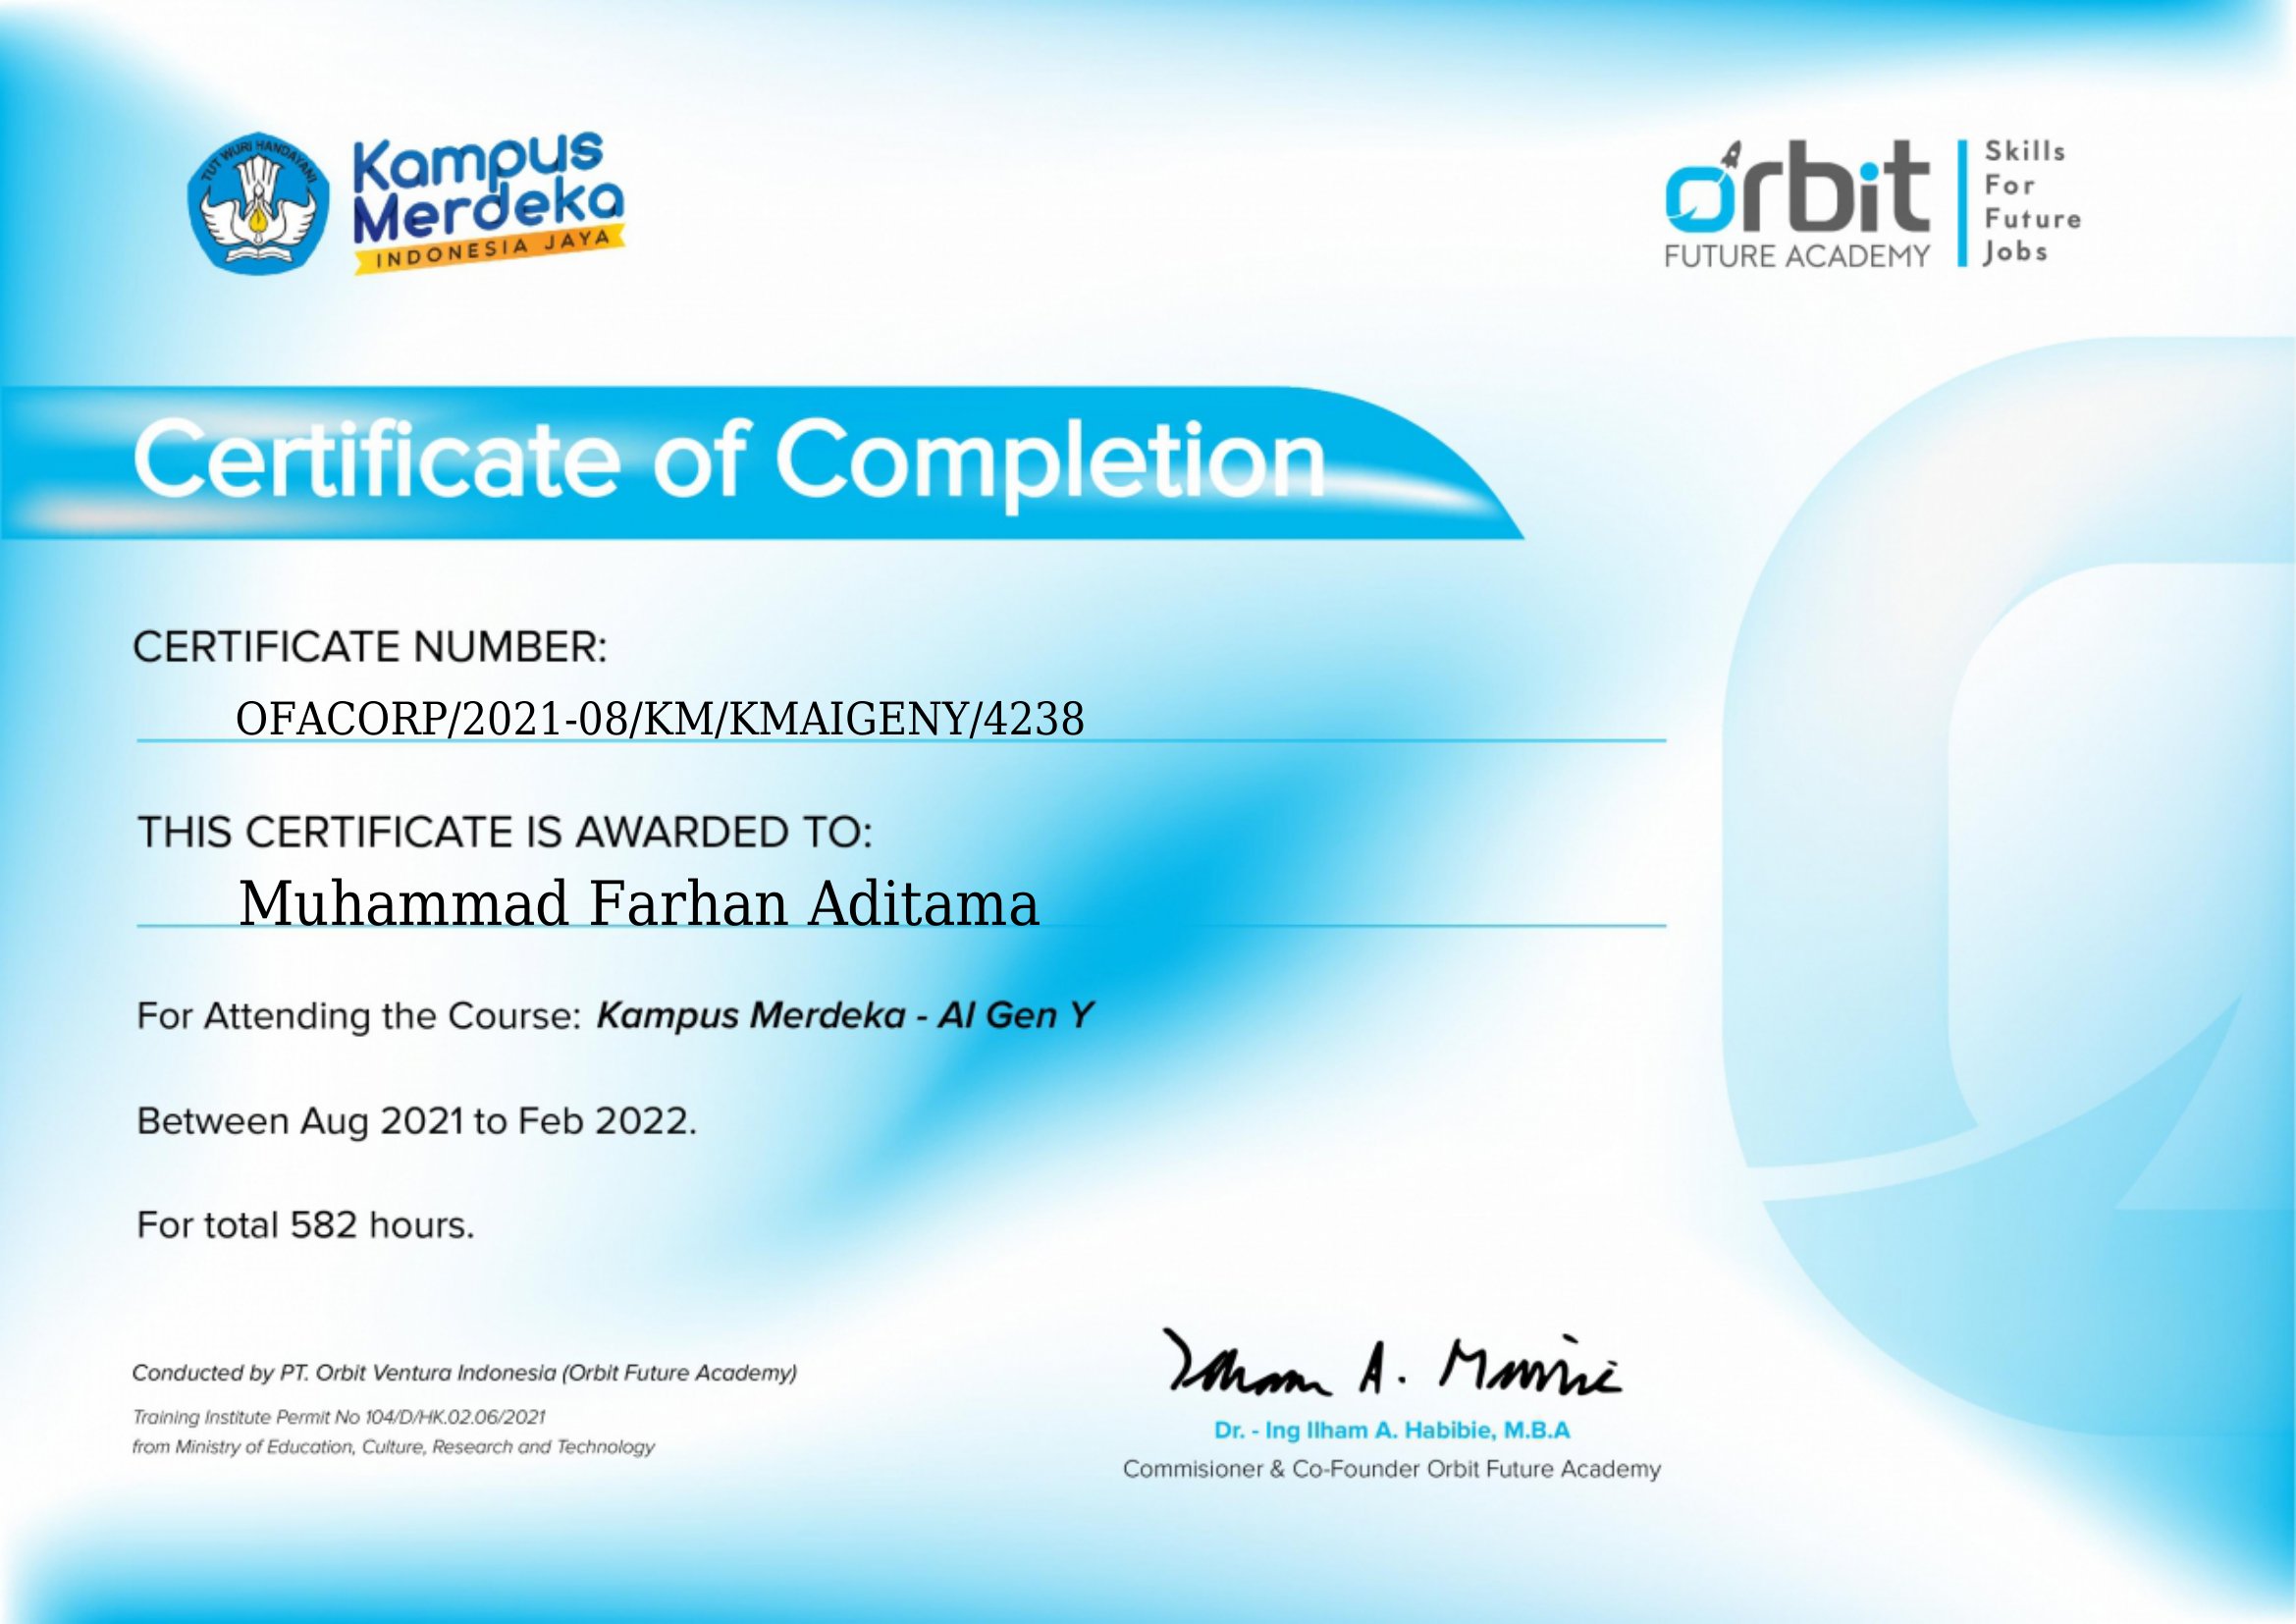 TUT WURI HANDAYANI
Kampus
Merdeka
INDONESIA JAYA
orbit
FUTURE ACADEMY
Skills
For
Future
Jobs
Certificate of Completion
CERTIFICATE NUMBER:
OFACORP/2021-08/KM/KMAIGENY/4238
THIS CERTIFICATE IS AWARDED TO:
Muhammad Farhan Aditama
For Attending the Course: Kampus Merdeka - AI Gen Y
Between Aug 2021 to Feb 2022.
For total 582 hours.
Conducted by PT. Orbit Ventura Indonesia (Orbit Future Academy)
Training Institute Permit No 104/D/HK.02.06/2021
from Ministry of Education, Culture, Research and Technology
Dr. - Ing Ilham A. Habibie, M.B.A
Commisioner & Co-Founder Orbit Future Academy